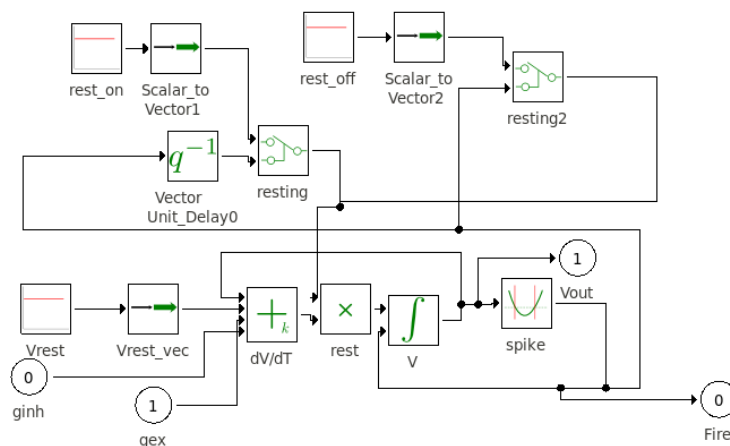 rest_on
Scalar_to
Vector1
rest_off
Scalar_to
Vector2
resting2
q⁻¹
Vector
Unit_Delay0
resting
1
Vout
+k
×
∫
Vrest
Vrest_vec
dV/dT
rest
V
spike
0
ginh
1
gex
0
Fire